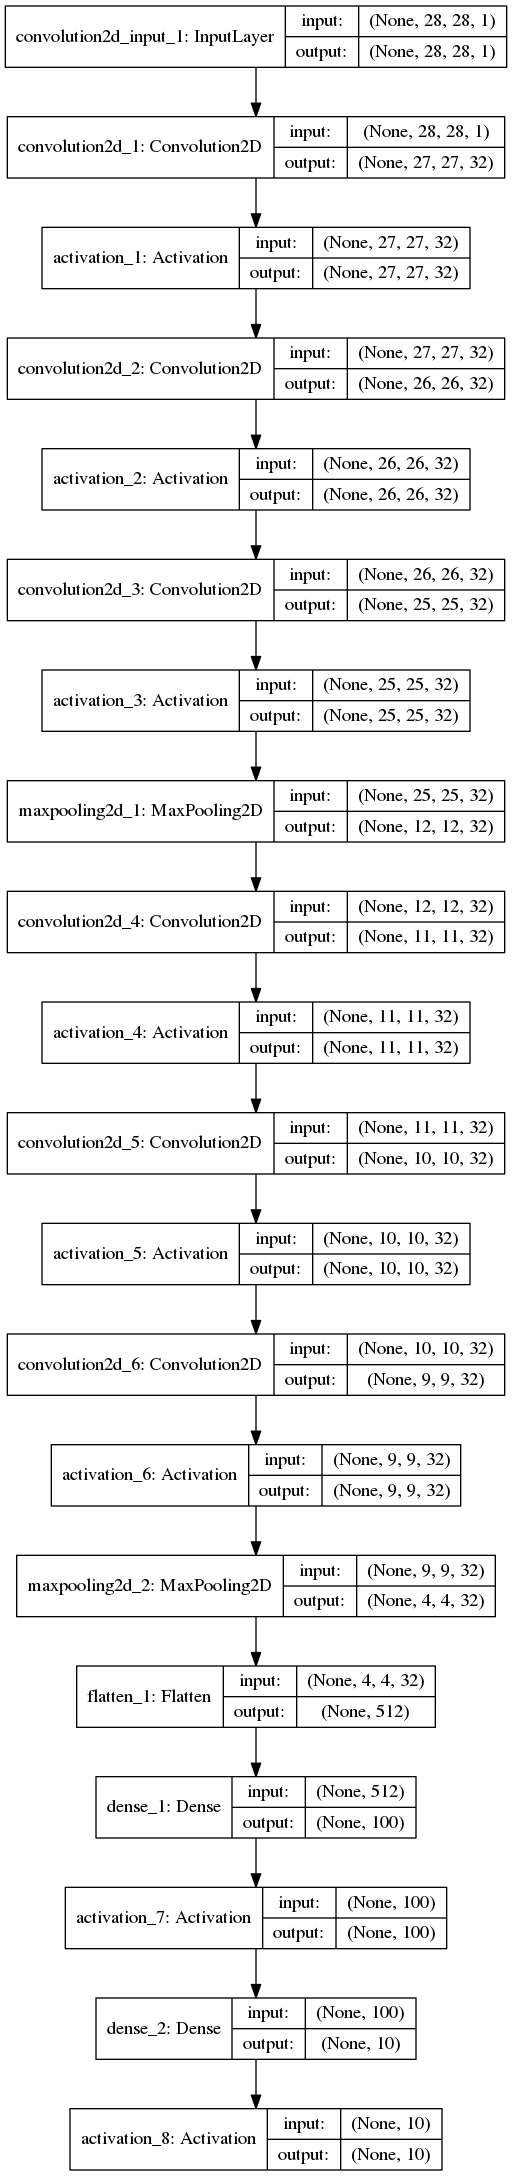 convolution2d_input_1: InputLayer
input: (None, 28, 28, 1)
output: (None, 28, 28, 1)
convolution2d_1: Convolution2D
input: (None, 28, 28, 1)
output: (None, 27, 27, 32)
activation_1: Activation
input: (None, 27, 27, 32)
output: (None, 27, 27, 32)
convolution2d_2: Convolution2D
input: (None, 27, 27, 32)
output: (None, 26, 26, 32)
activation_2: Activation
input: (None, 26, 26, 32)
output: (None, 26, 26, 32)
convolution2d_3: Convolution2D
input: (None, 26, 26, 32)
output: (None, 25, 25, 32)
activation_3: Activation
input: (None, 25, 25, 32)
output: (None, 25, 25, 32)
maxpooling2d_1: MaxPooling2D
input: (None, 25, 25, 32)
output: (None, 12, 12, 32)
convolution2d_4: Convolution2D
input: (None, 12, 12, 32)
output: (None, 11, 11, 32)
activation_4: Activation
input: (None, 11, 11, 32)
output: (None, 11, 11, 32)
convolution2d_5: Convolution2D
input: (None, 11, 11, 32)
output: (None, 10, 10, 32)
activation_5: Activation
input: (None, 10, 10, 32)
output: (None, 10, 10, 32)
convolution2d_6: Convolution2D
input: (None, 10, 10, 32)
output: (None, 9, 9, 32)
activation_6: Activation
input: (None, 9, 9, 32)
output: (None, 9, 9, 32)
maxpooling2d_2: MaxPooling2D
input: (None, 9, 9, 32)
output: (None, 4, 4, 32)
flatten_1: Flatten
input: (None, 4, 4, 32)
output: (None, 512)
dense_1: Dense
input: (None, 512)
output: (None, 100)
activation_7: Activation
input: (None, 100)
output: (None, 100)
dense_2: Dense
input: (None, 100)
output: (None, 10)
activation_8: Activation
input: (None, 10)
output: (None, 10)